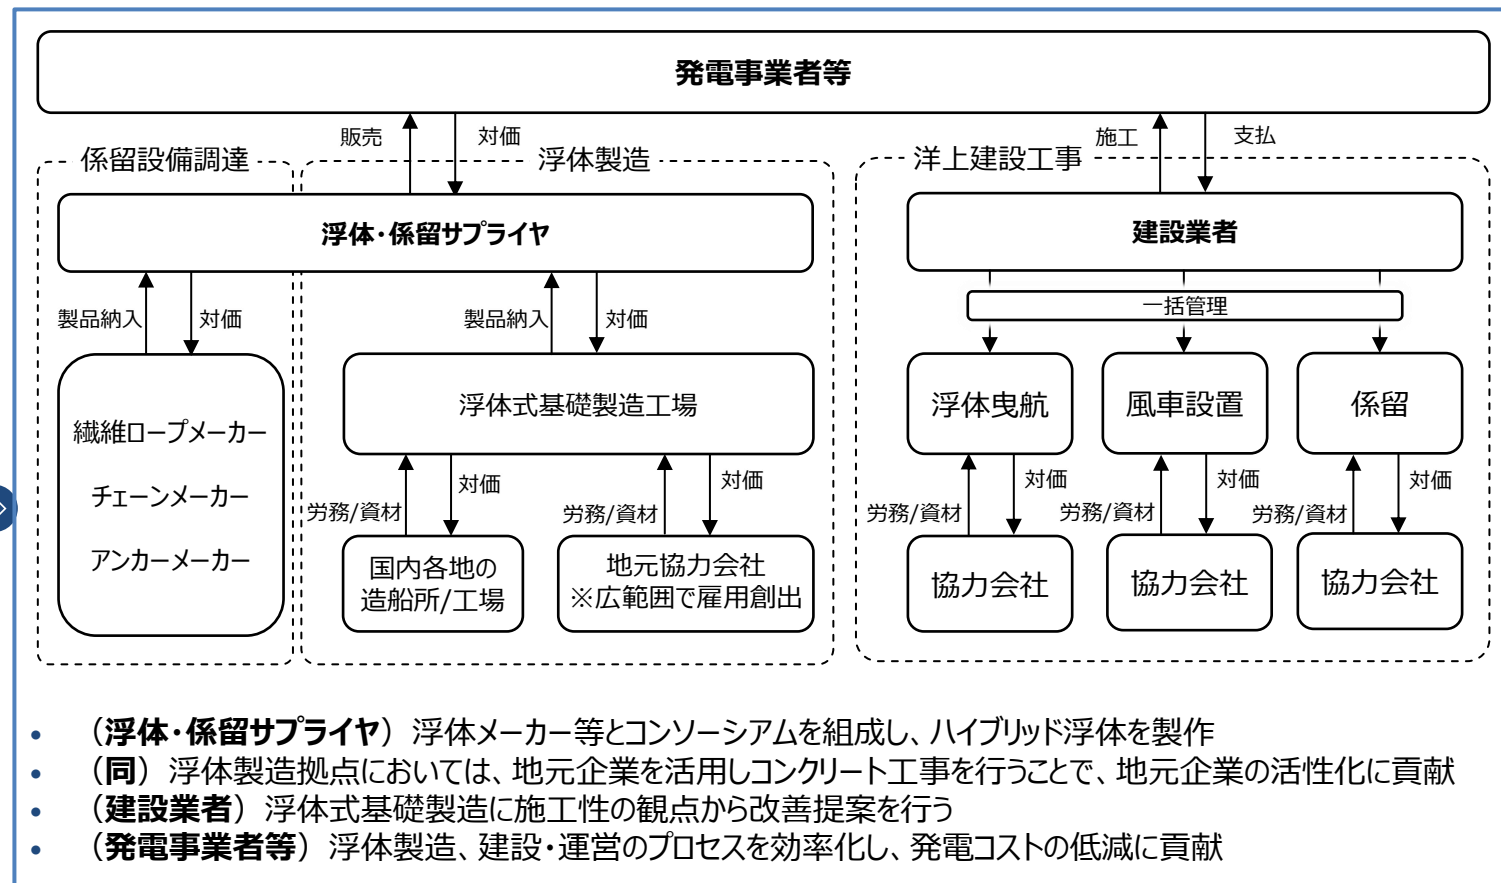 発電事業者等
販売
対価
施工
支払
係留設備調達
浮体製造
洋上建設工事
浮体・係留サプライヤ
建設業者
一括管理
製品納入
対価
製品納入
対価
繊維ロープメーカー
チェーンメーカー
アンカーメーカー
浮体式基礎製造工場
浮体曳航
風車設置
係留
労務/資材
対価
労務/資材
対価
労務/資材
対価
労務/資材
対価
労務/資材
対価
国内各地の
造船所/工場
地元協力会社
※広範囲で雇用創出
協力会社
協力会社
協力会社
• （浮体・係留サプライヤ）浮体メーカー等とコンソーシアムを組成し、ハイブリッド浮体を製作
• （同）浮体製造拠点においては、地元企業を活用しコンクリート工事を行うことで、地元企業の活性化に貢献
• （建設業者）浮体式基礎製造に施工性の観点から改善提案を行う
• （発電事業者等）浮体製造、建設・運営のプロセスを効率化し、発電コストの低減に貢献